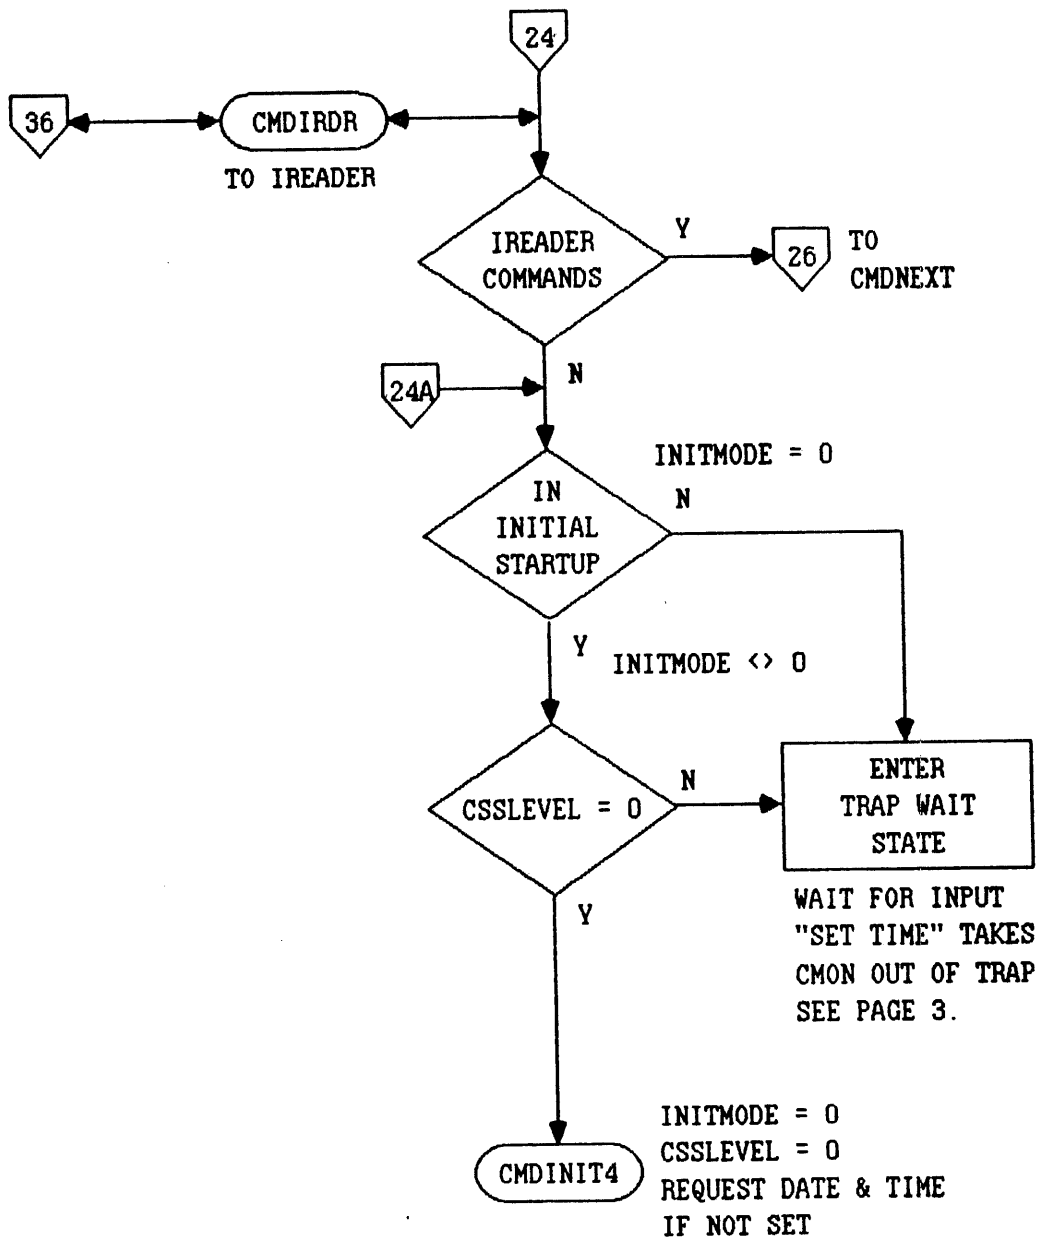 24
36
CMDIRDR
TO IREADER
IREADER
COMMANDS
Y
26
TO
CMDNEXT
N
24A
INITMODE = 0
N
IN
INITIAL
STARTUP
Y
INITMODE <> 0
CSSLEVEL = 0
N
ENTER
TRAP WAIT
STATE
Y
WAIT FOR INPUT
"SET TIME" TAKES
CMON OUT OF TRAP
SEE PAGE 3.
CMDINIT4
INITMODE = 0
CSSLEVEL = 0
REQUEST DATE & TIME
IF NOT SET